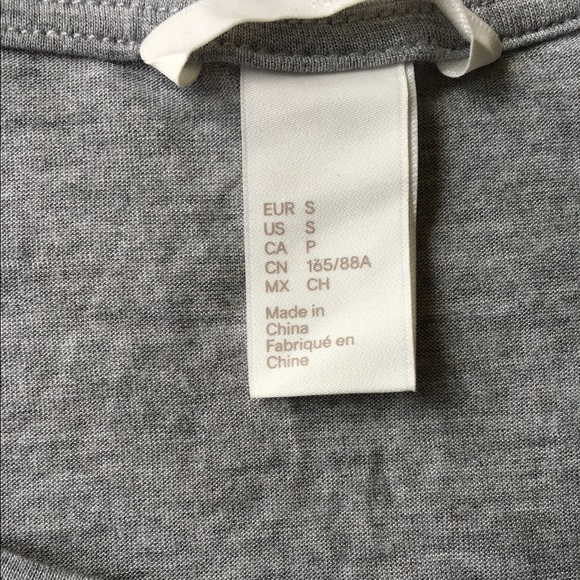 EUR S
US S
CA P
CN 165/88A
MX CH
Made in
China
Fabriqué en
Chine